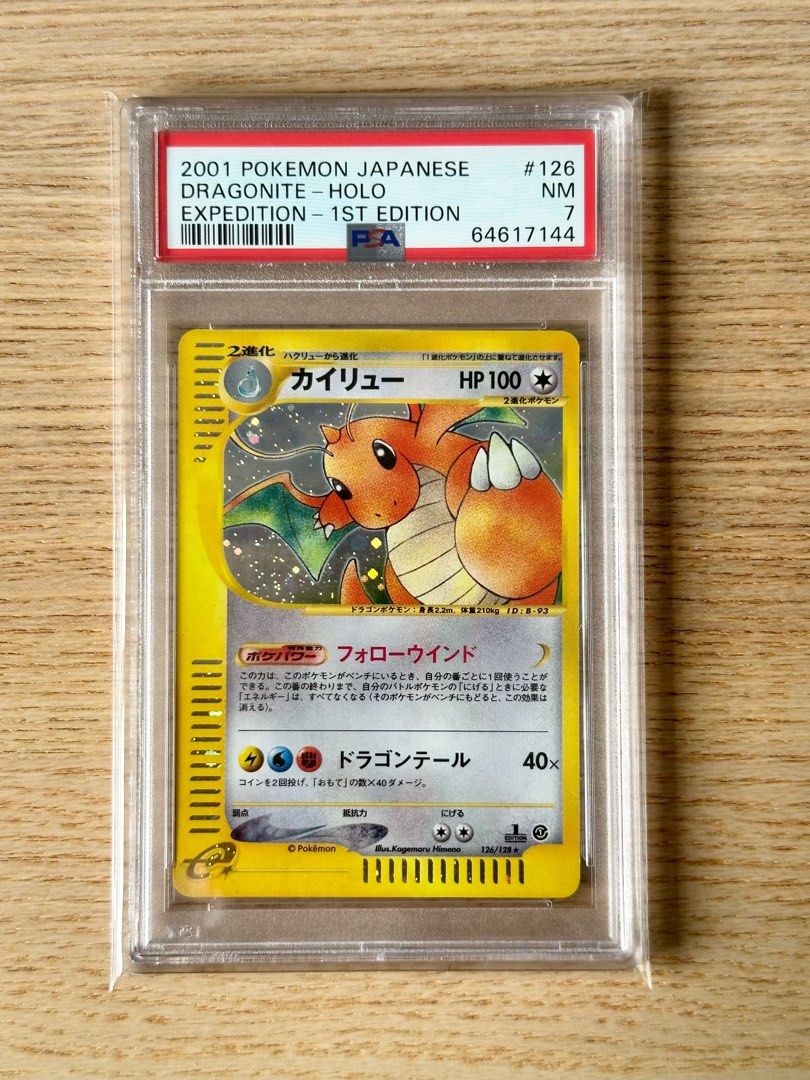 2001 POKEMON JAPANESE #126
DRAGONITE – HOLO NM
EXPEDITION – 1ST EDITION 7
PSA 64617144
2進化 ハクリューから進化 「1進化ポケモン」の上に重ねて進化させます。
カイリュー HP 100
2進化ポケモン
ドラゴンポケモン：身長2.2m、体重210kg ID：B-93
特殊能力
ポケパワー フォローウインド
この力は、このポケモンがベンチにいるとき、自分の番ごとに1回使うことが
できる。この番の終わりまで、自分のバトルポケモンの「にげる」ときに必要な
「エネルギー」は、すべてなくなる（そのポケモンがベンチにもどると、この効果は
消える）。
ドラゴンテール 40×
コインを2回投げ、「おもて」の数×40ダメージ。
弱点 抵抗力 にげる
1 EDITION
© Pokémon Illus. Kagemaru Himeno 126/128 ★
e